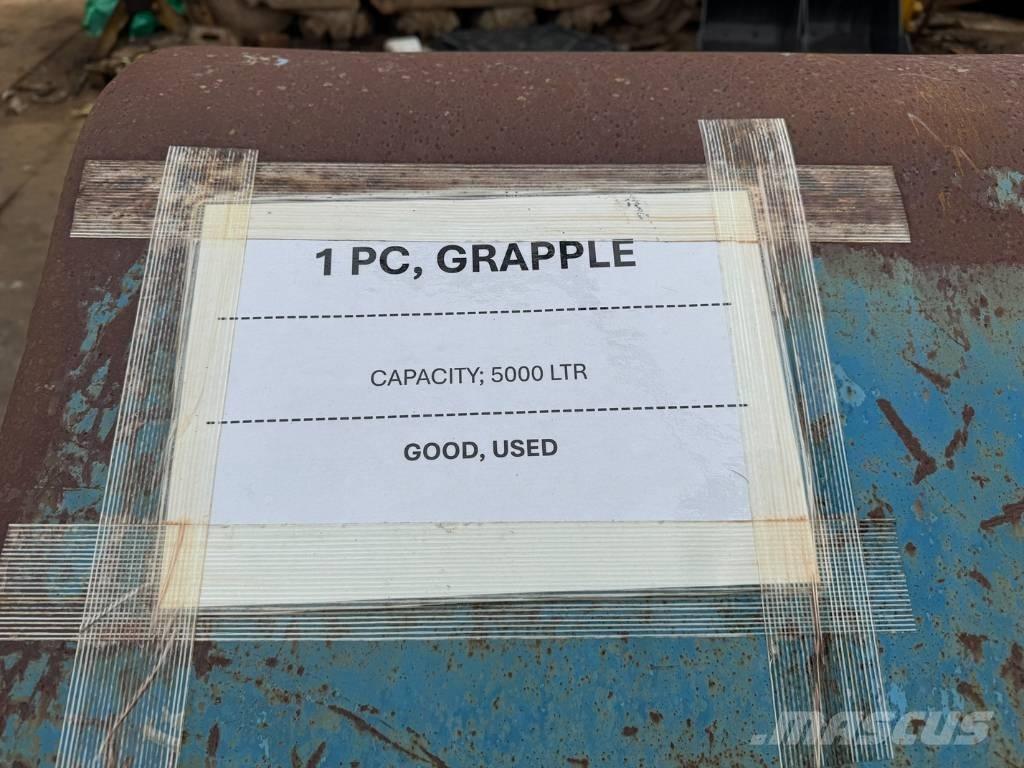 1 PC, GRAPPLE
CAPACITY; 5000 LTR
GOOD, USED
MASCUS